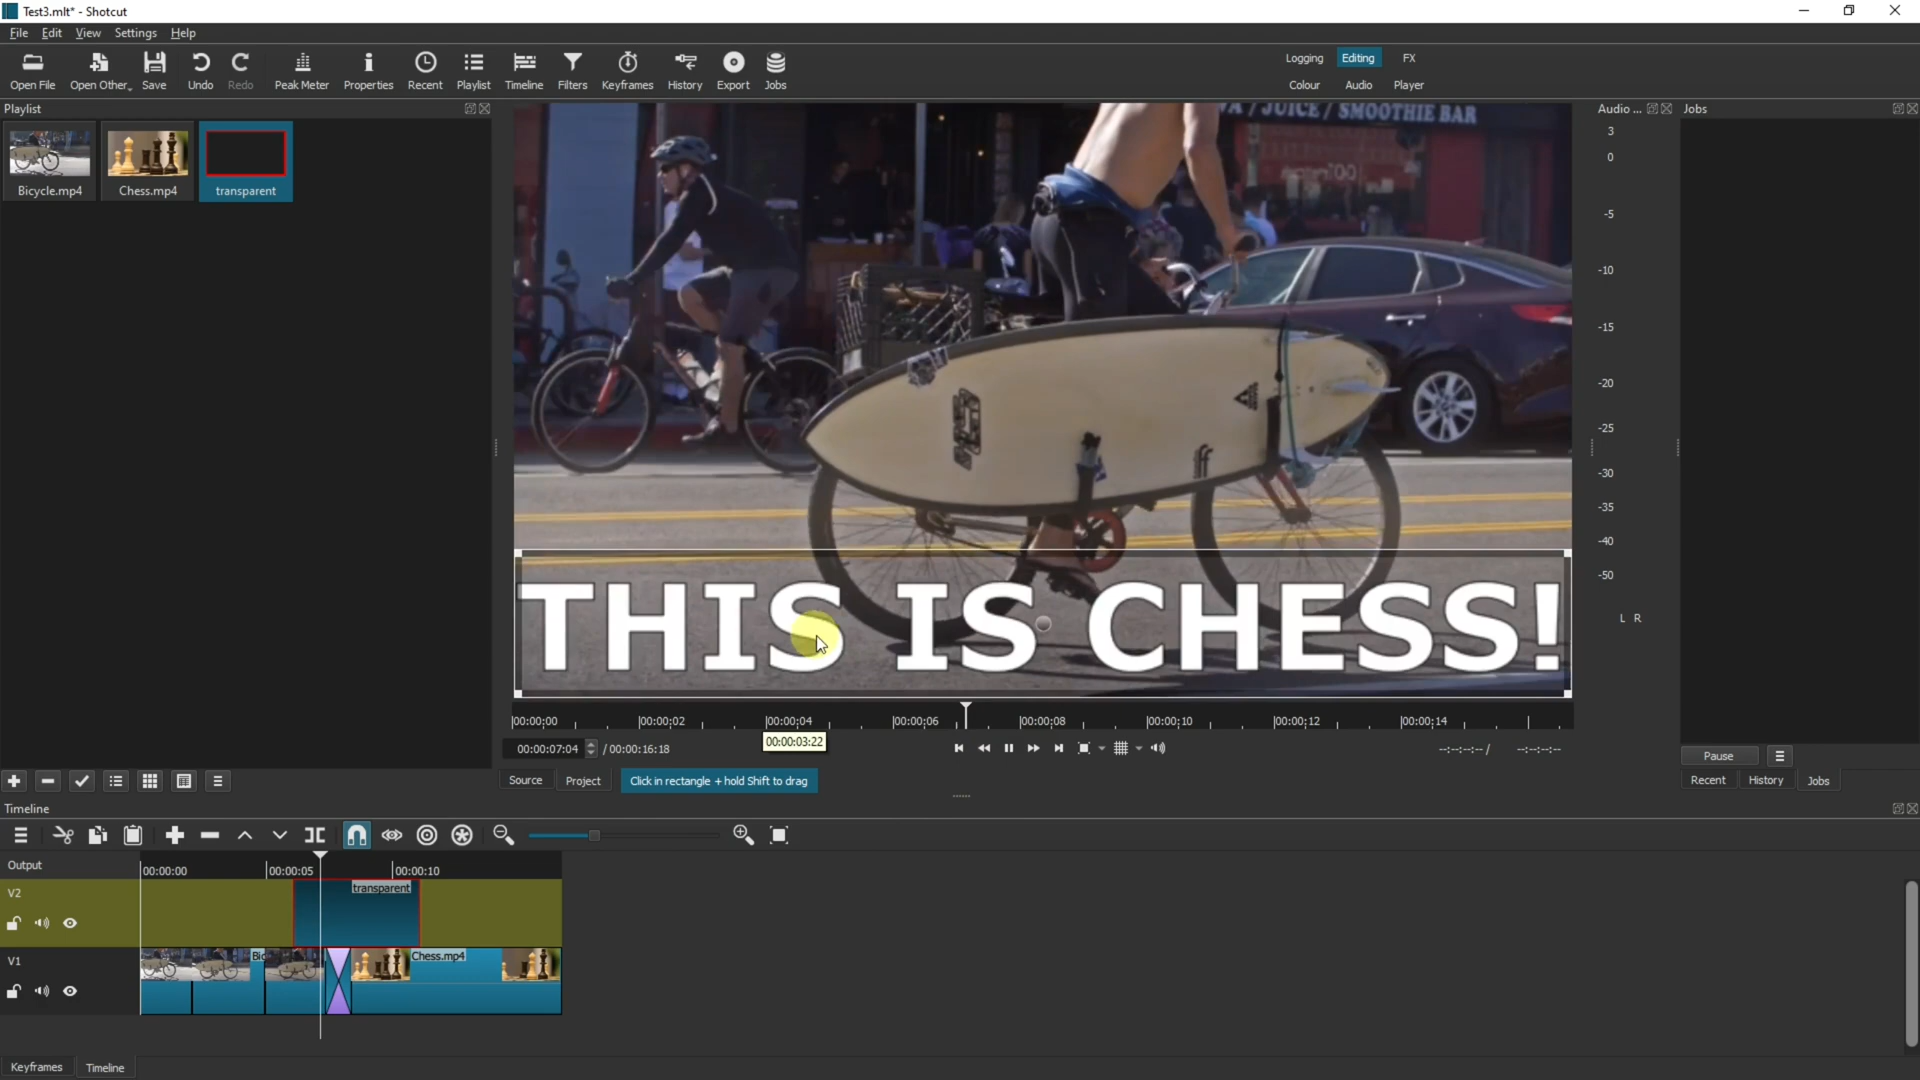 Test3.mlt* - Shotcut
File Edit View Settings Help
Open File Open Other.. Save Undo Redo Peak Meter Properties Recent Playlist Timeline Filters Keyframes History Export Jobs
Logging Editing FX
Colour Audio Player
Playlist
Audio ...
Jobs
Bicycle.mp4 Chess.mp4 transparent
/ JUICE / SMOOTHIE BAR
THIS IS CHESS!
3
0
-5
-10
-15
-20
-25
-30
-35
-40
-50
L R
00:00:00 00:00:02 00:00:04 00:00:06 00:00:08 00:00:10 00:00:12 00:00:14
00:00:03:22
00:00:07:04 / 00:00:16:18
--:--:--:-- / --:--:--:--
Pause
Source Project Click in rectangle + hold Shift to drag
Recent History Jobs
Timeline
Output
00:00:00 00:00:05 00:00:10
V2
transparent
V1
Bic
Chess.mp4
Keyframes Timeline